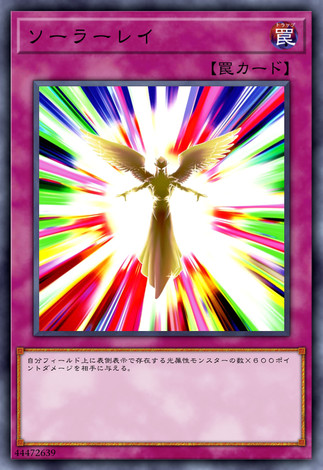 ソーラーレイ
トラップ
罠
【罠カード】
自分フィールド上に表側表示で存在する光属性モンスターの数×６００ポイ
ントダメージを相手に与える。
44472639